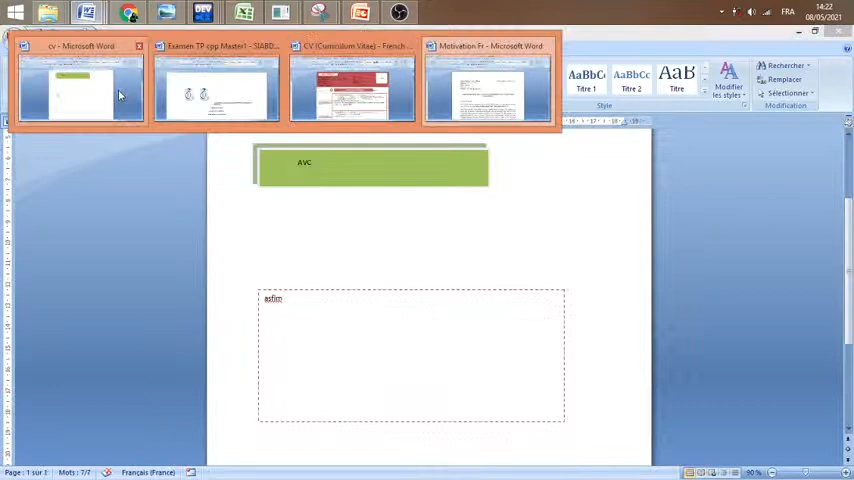 14:22
FRA
08/05/2021
cv - Microsoft Word
Examen TP cpp Master1 - SIABD...
CV (Curriculum Vitae) - French ...
Motivation Fr - Microsoft Word
AaBbCc
AaBbCc
AaB
Titre 1
Titre 2
Titre
Modifier
les styles
Rechercher
Remplacer
Sélectionner
Style
Modification
AVC
asfim
Page : 1 sur 1
Mots : 7/7
Français (France)
90 %